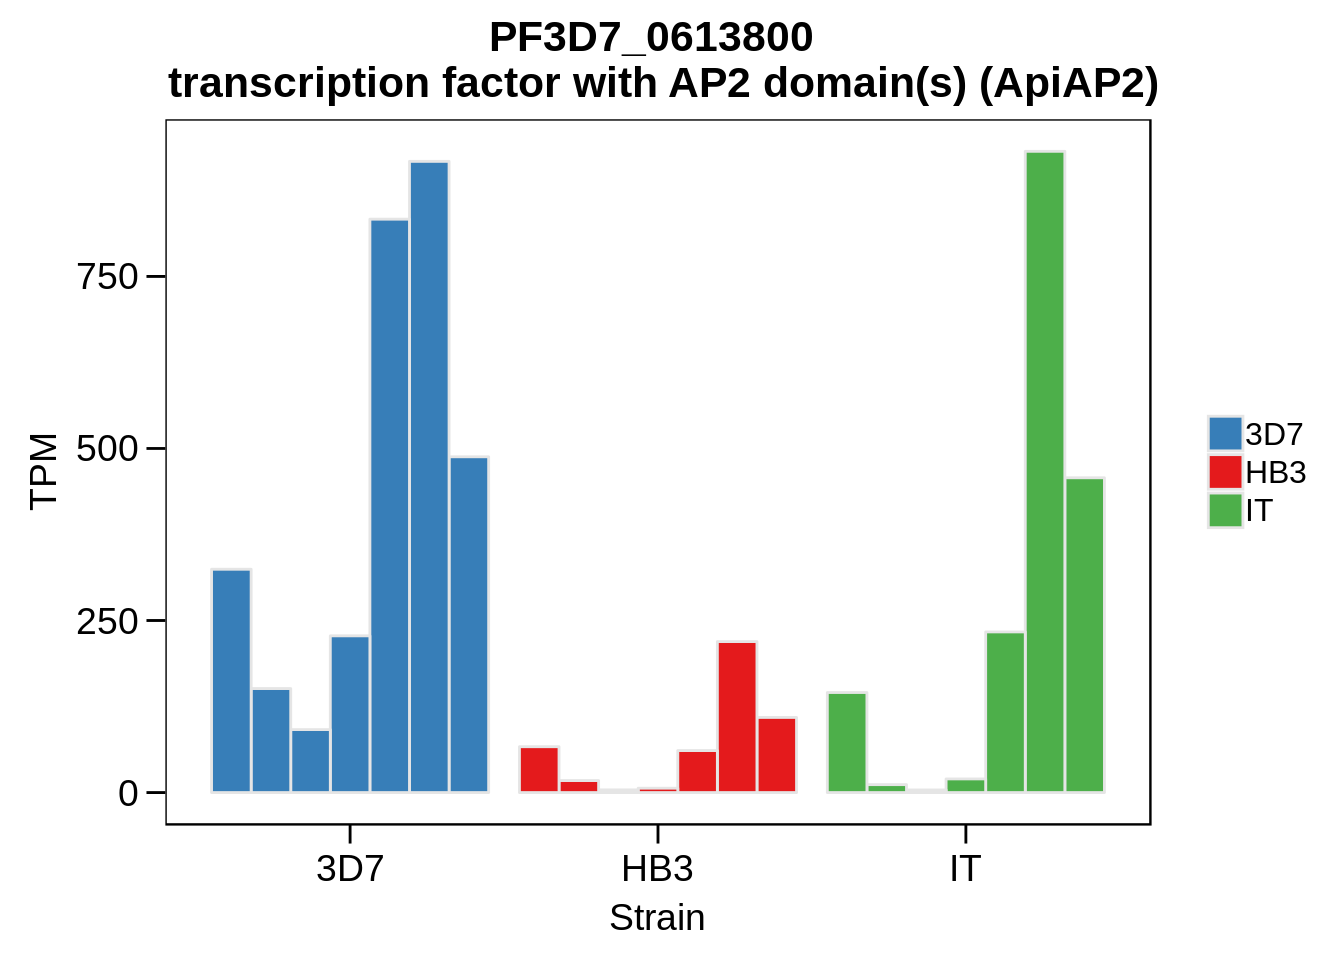 PF3D7_0613800
transcription factor with AP2 domain(s) (ApiAP2)
750
500
250
0
TPM
3D7
HB3
IT
Strain
3D7
HB3
IT